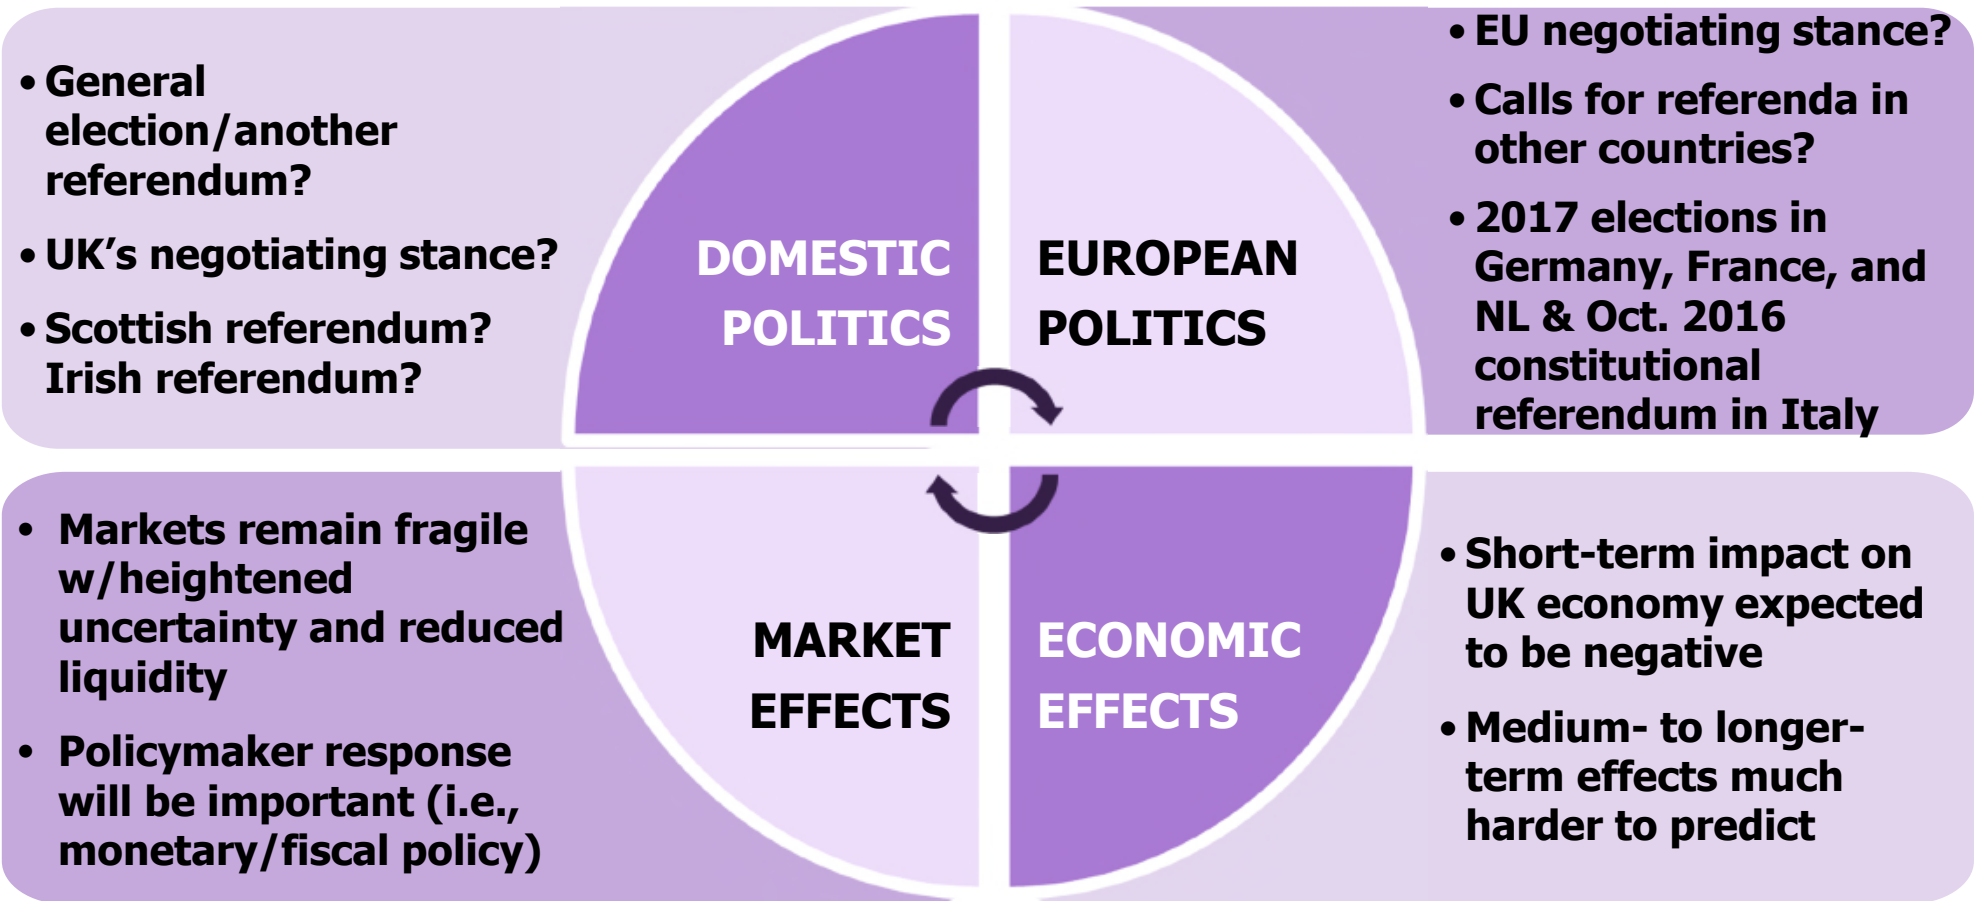 • General
election/another
referendum?
• UK’s negotiating stance?
• Scottish referendum?
Irish referendum?
DOMESTIC
POLITICS
EUROPEAN
POLITICS
• EU negotiating stance?
• Calls for referenda in
other countries?
• 2017 elections in
Germany, France, and
NL & Oct. 2016
constitutional
referendum in Italy
• Markets remain fragile
w/heightened
uncertainty and reduced
liquidity
• Policymaker response
will be important (i.e.,
monetary/fiscal policy)
MARKET
EFFECTS
ECONOMIC
EFFECTS
• Short-term impact on
UK economy expected
to be negative
• Medium- to longer-
term effects much
harder to predict